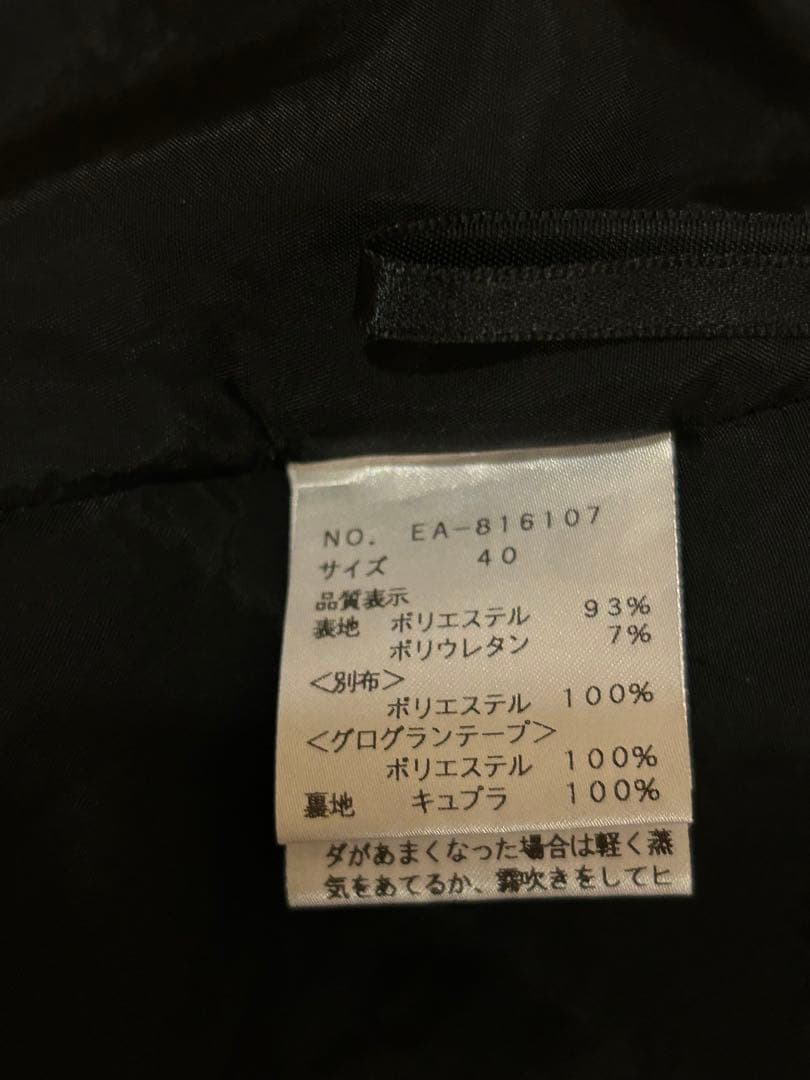 NO. EA-816107
サイズ 40
品質表示
表地 ポリエステル 93%
ポリウレタン 7%
<別布>
ポリエステル 100%
<グログランテープ>
ポリエステル 100%
裏地 キュプラ 100%
ダがあまくなった場合は軽く蒸
気をあてるか、霧吹きをしてヒ